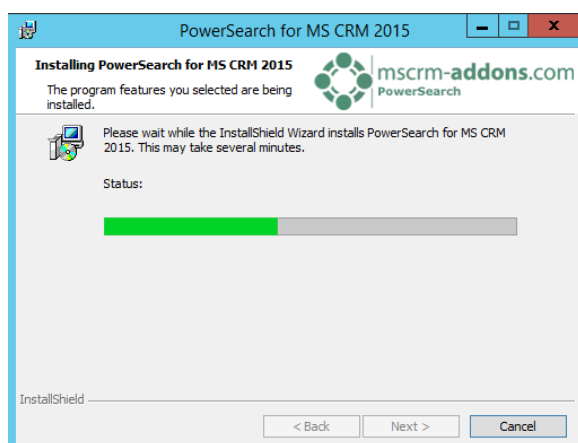 PowerSearch for MS CRM 2015
Installing PowerSearch for MS CRM 2015
The program features you selected are being
installed.
mscrm-addons.com
PowerSearch
Please wait while the InstallShield Wizard installs PowerSearch for MS CRM
2015. This may take several minutes.
Status:
InstallShield
< Back
Next >
Cancel